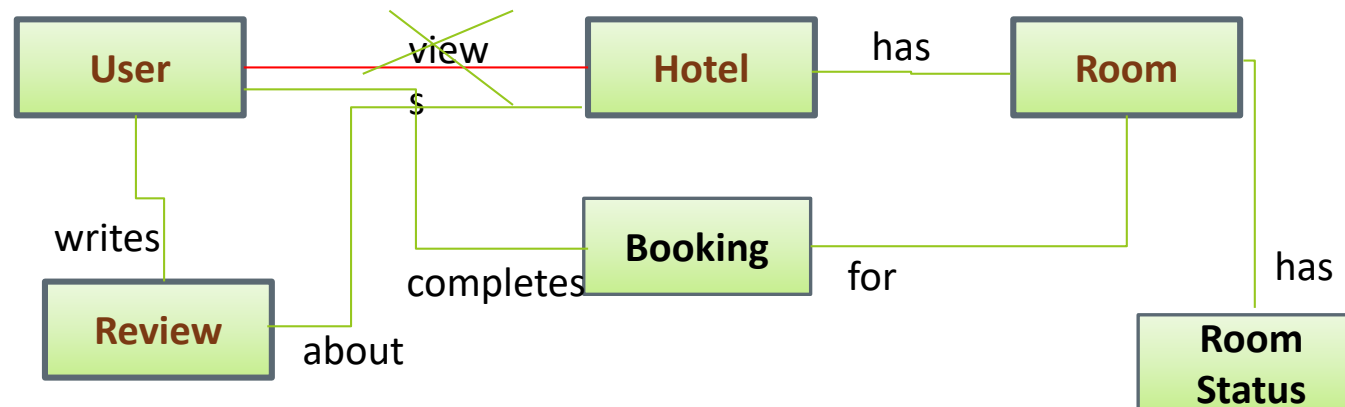 User
view
s
Hotel
has
Room
writes
Booking
completes
for
has
Review
about
Room
Status